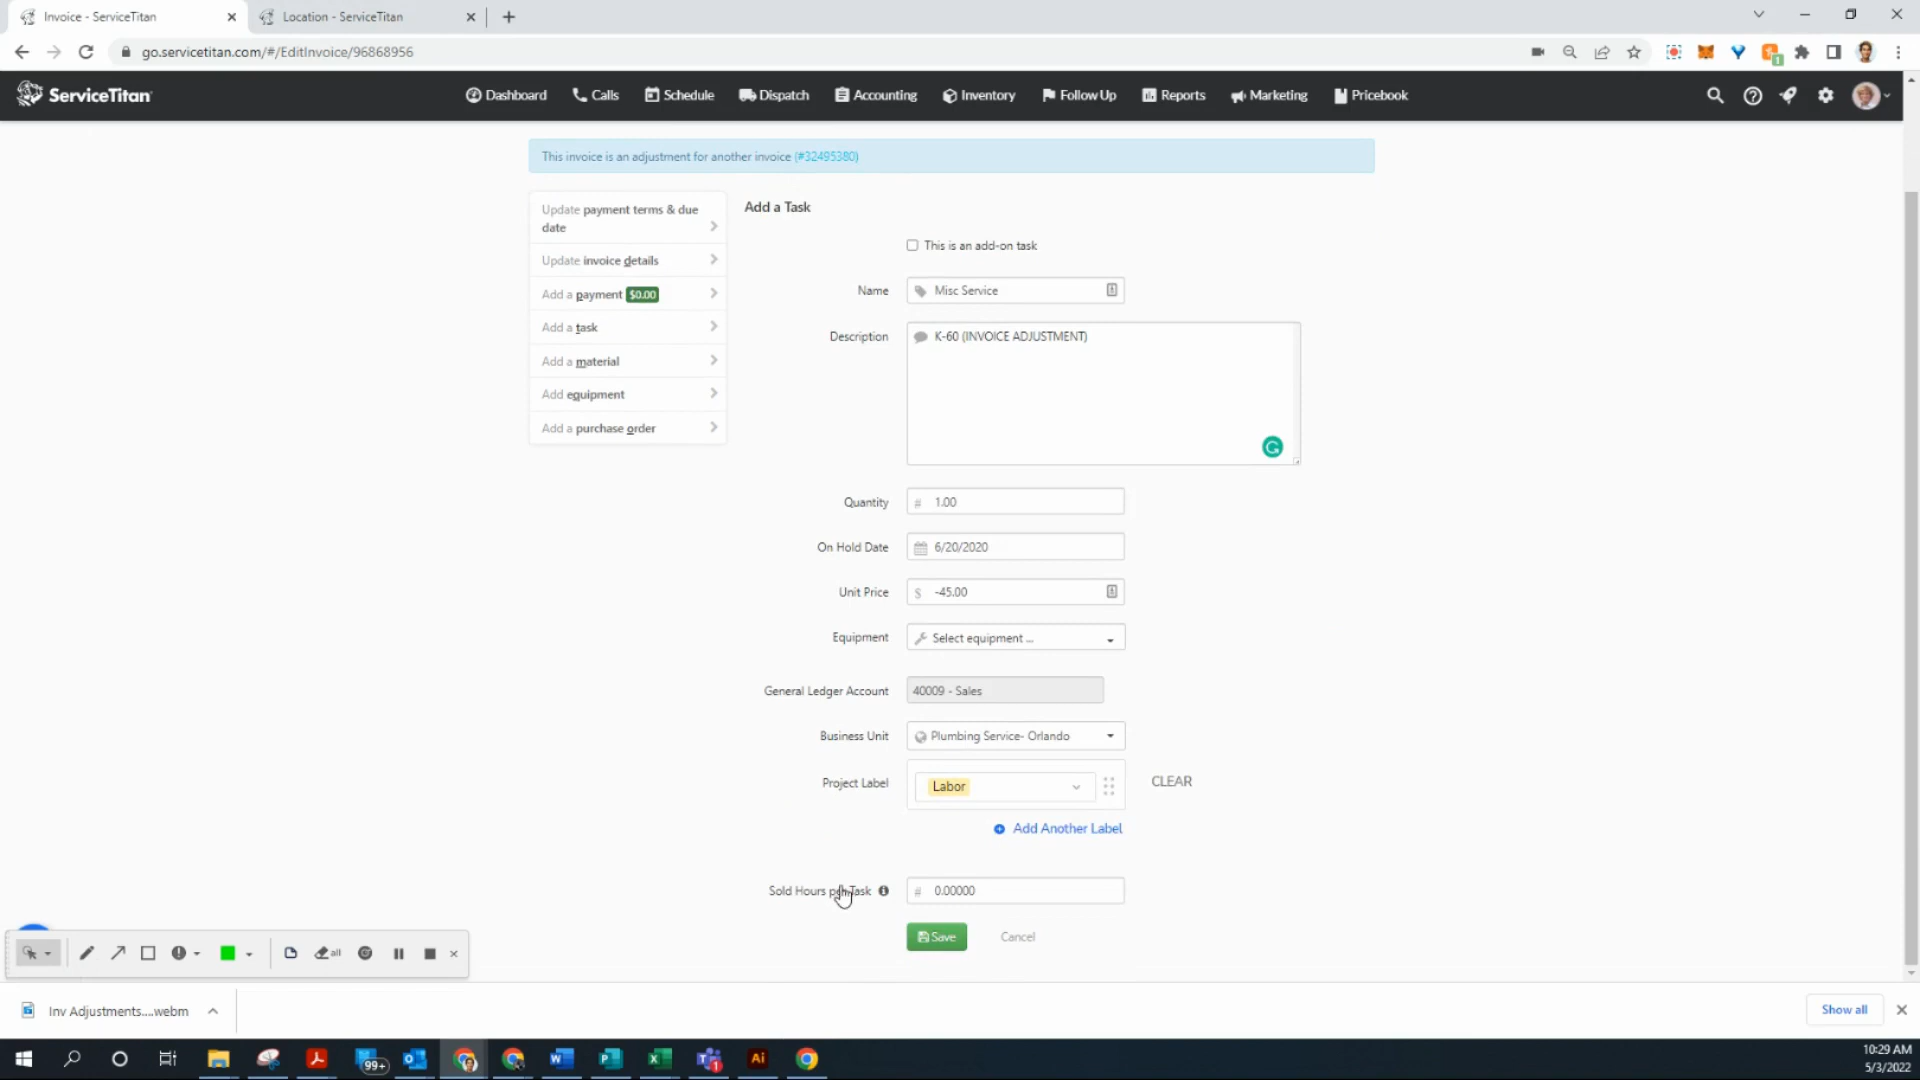 Invoice - ServiceTitan
Location - ServiceTitan
go.servicetitan.com/#/EditInvoice/96868956
1
ServiceTitan
Dashboard
Calls
Schedule
Dispatch
Accounting
Inventory
Follow Up
Reports
Marketing
Pricebook
This invoice is an adjustment for another invoice (#32495380)
Update payment terms & due
date
Update invoice details
Add a payment $0.00
Add a task
Add a material
Add equipment
Add a purchase order
Add a Task
This is an add-on task
Name
Misc Service
Description
K-60 (INVOICE ADJUSTMENT)
Quantity
# 1.00
On Hold Date
6/20/2020
Unit Price
$ -45.00
Equipment
Select equipment ...
General Ledger Account
40009 - Sales
Business Unit
Plumbing Service- Orlando
Project Label
Labor
CLEAR
Add Another Label
Sold Hours per Task
# 0.00000
Save
Cancel
all
Inv Adjustments....webm
Show all
99+
1
Ai
10:29 AM
5/3/2022